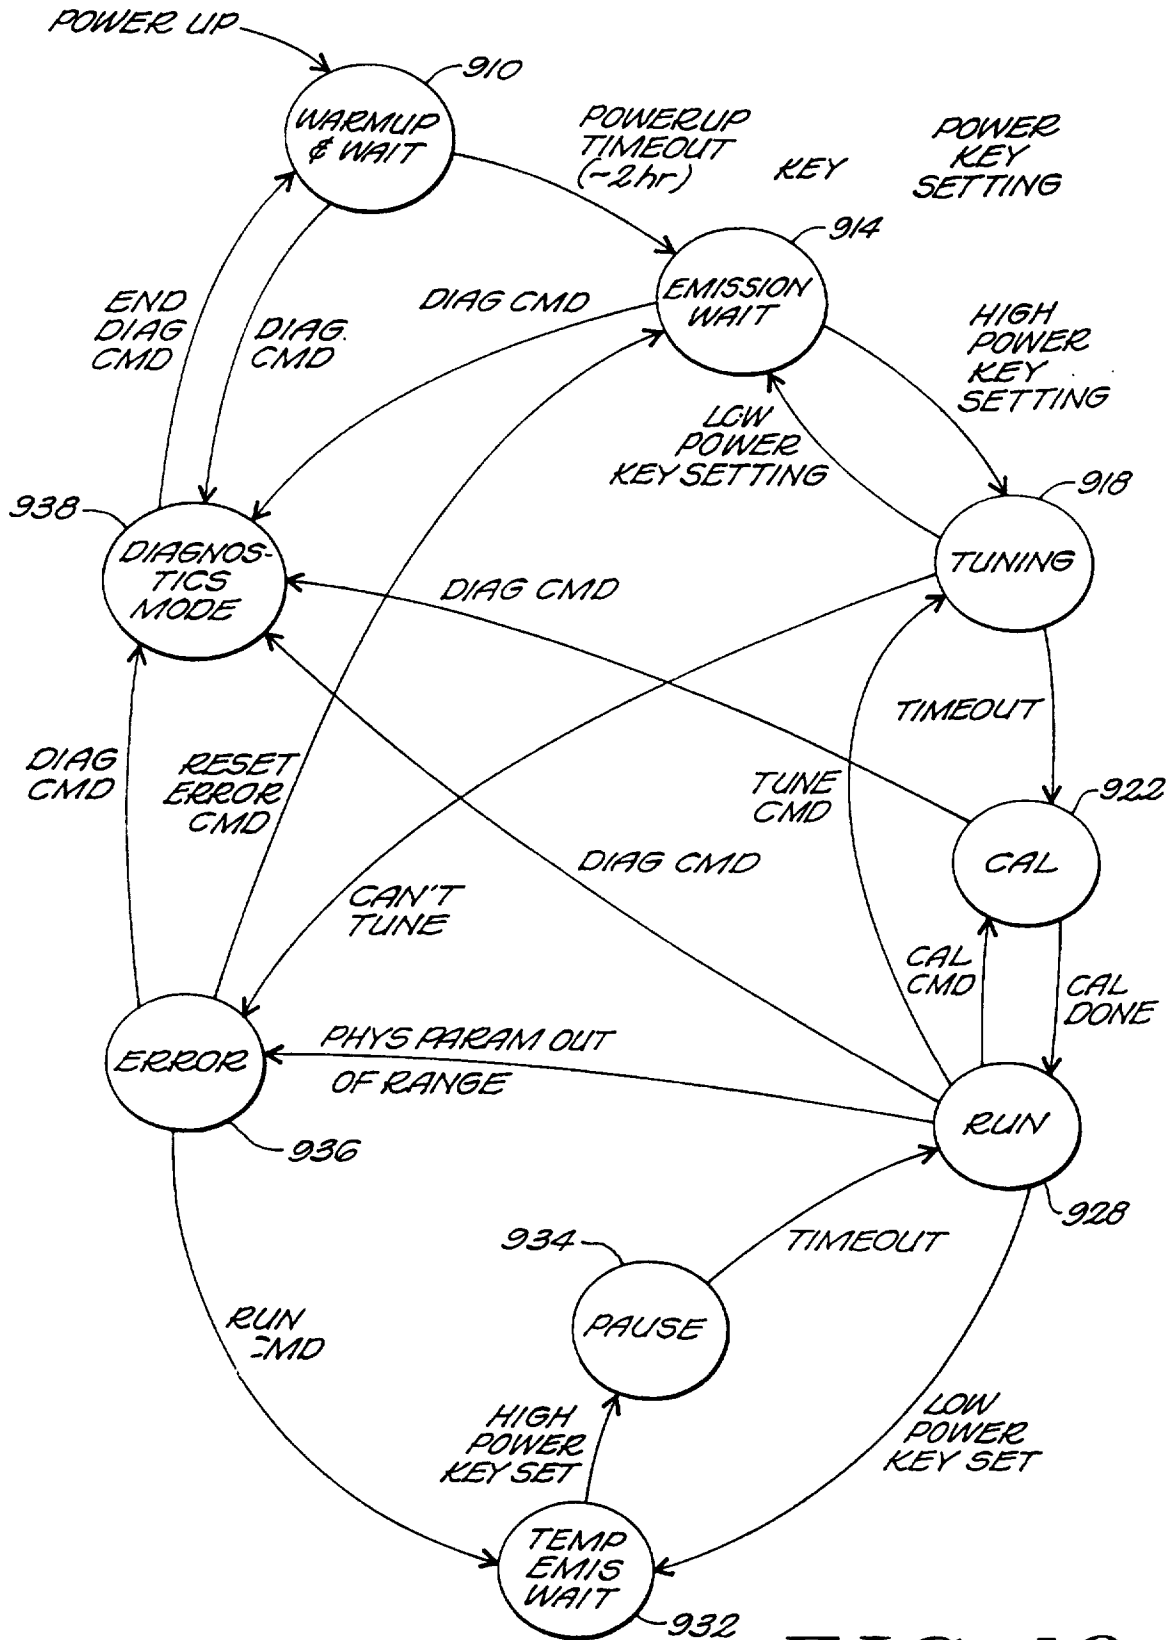 POWER UP
910
WARMUP
& WAIT
POWERUP
TIMEOUT
(~2hr)
KEY
POWER
KEY
SETTING
914
EMISSION
WAIT
END
DIAG
CMD
DIAG
CMD
DIAG CMD
HIGH
POWER
KEY
SETTING
LOW
POWER
KEY SETTING
938
DIAGNOS-
TICS
MODE
918
TUNING
DIAG CMD
TIMEOUT
DIAG
CMD
RESET
ERROR
CMD
TUNE
CMD
922
CAL
DIAG CMD
CAN'T
TUNE
CAL
CMD
CAL
DONE
ERROR
936
PHYS PARAM OUT
OF RANGE
RUN
928
934
TIMEOUT
PAUSE
RUN
CMD
HIGH
POWER
KEY SET
LOW
POWER
KEY SET
TEMP
EMIS
WAIT
932